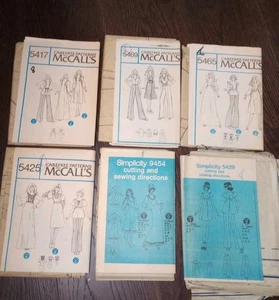 5417
CAREFREE PATTERNS
McCALL'S
5469
CAREFREE PATTERNS
McCALL'S
5465
CAREFREE PATTERNS
McCALL'S
5425
CAREFREE PATTERNS
McCALL'S
Simplicity 9454
cutting and
sewing directions
Simplicity
cutting and
sewing directions